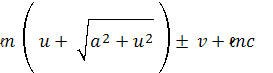 m ( u + √(a² + u²) ) ± v + ℓnc